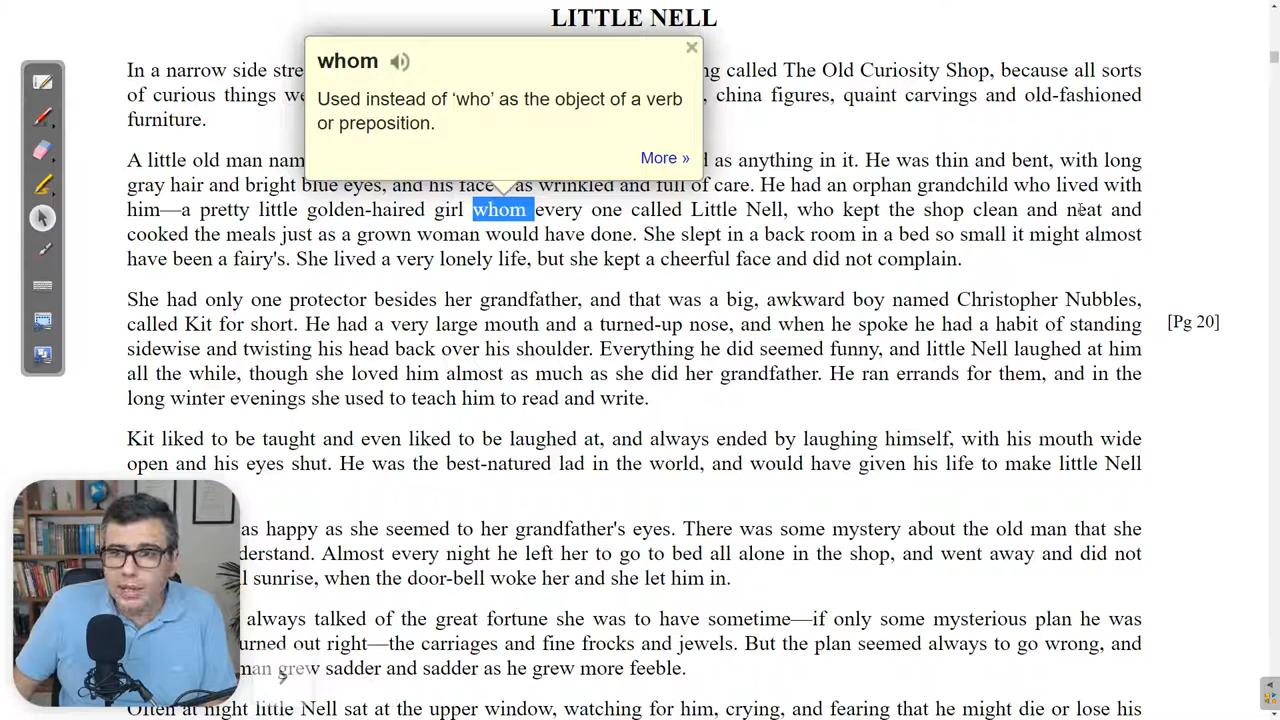 LITTLE NELL
whom
Used instead of ‘who’ as the object of a verb
or preposition.
More »
In a narrow side stre ng called The Old Curiosity Shop, because all sorts
of curious things we , china figures, quaint carvings and old-fashioned
furniture.
A little old man nam d as anything in it. He was thin and bent, with long
gray hair and bright blue eyes, and his face as wrinkled and full of care. He had an orphan grandchild who lived with
him—a pretty little golden-haired girl whom every one called Little Nell, who kept the shop clean and neat and
cooked the meals just as a grown woman would have done. She slept in a back room in a bed so small it might almost
have been a fairy's. She lived a very lonely life, but she kept a cheerful face and did not complain.
She had only one protector besides her grandfather, and that was a big, awkward boy named Christopher Nubbles,
called Kit for short. He had a very large mouth and a turned-up nose, and when he spoke he had a habit of standing
[Pg 20]
sidewise and twisting his head back over his shoulder. Everything he did seemed funny, and little Nell laughed at him
all the while, though she loved him almost as much as she did her grandfather. He ran errands for them, and in the
long winter evenings she used to teach him to read and write.
Kit liked to be taught and even liked to be laughed at, and always ended by laughing himself, with his mouth wide
open and his eyes shut. He was the best-natured lad in the world, and would have given his life to make little Nell
as happy as she seemed to her grandfather's eyes. There was some mystery about the old man that she
derstand. Almost every night he left her to go to bed all alone in the shop, and went away and did not
l sunrise, when the door-bell woke her and she let him in.
always talked of the great fortune she was to have sometime—if only some mysterious plan he was
urned out right—the carriages and fine frocks and jewels. But the plan seemed always to go wrong, and
man grew sadder and sadder as he grew more feeble.
Often at night little Nell sat at the upper window, watching for him, crying, and fearing that he might die or lose his